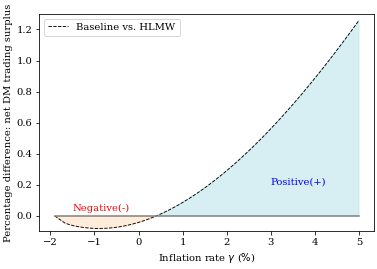 Percentage difference: net DM trading surplus
Baseline vs. HLMW
1.2
1.0
0.8
0.6
0.4
0.2
0.0
Negative(-)
Positive(+)
−2 −1 0 1 2 3 4 5
Inflation rate γ (%)